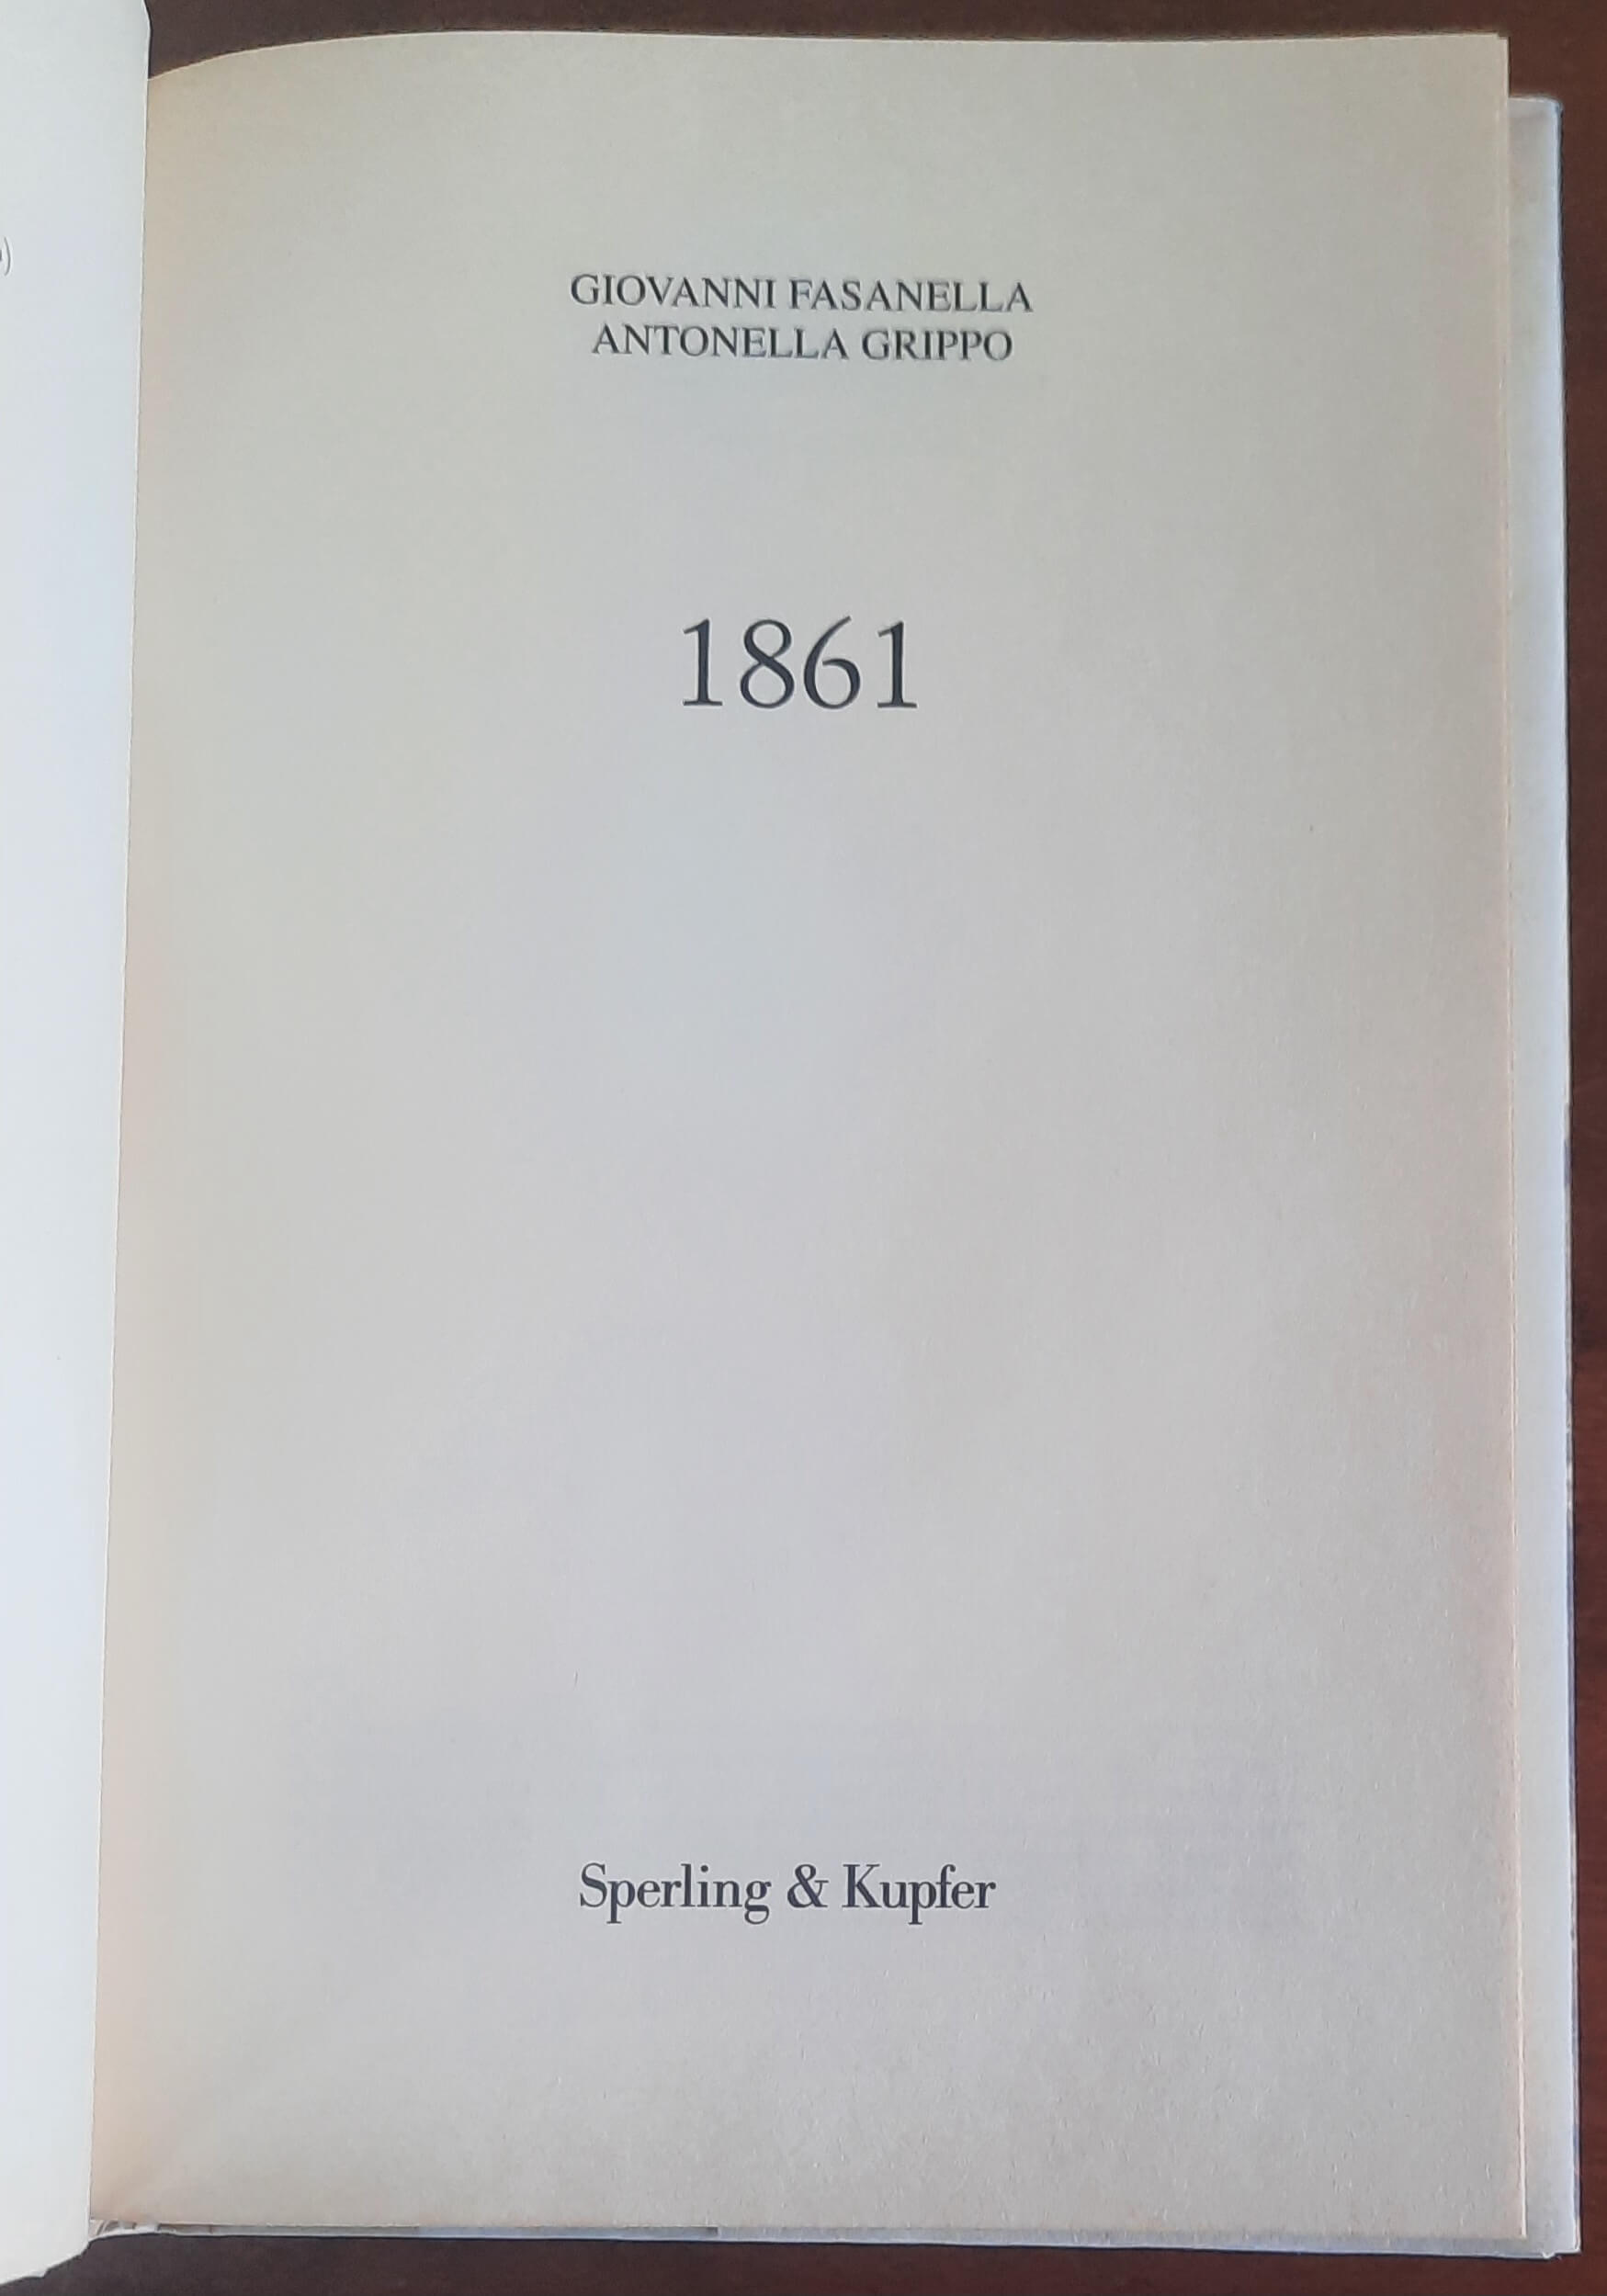 GIOVANNI FASANELLA
ANTONELLA GRIPPO
1861
Sperling & Kupfer